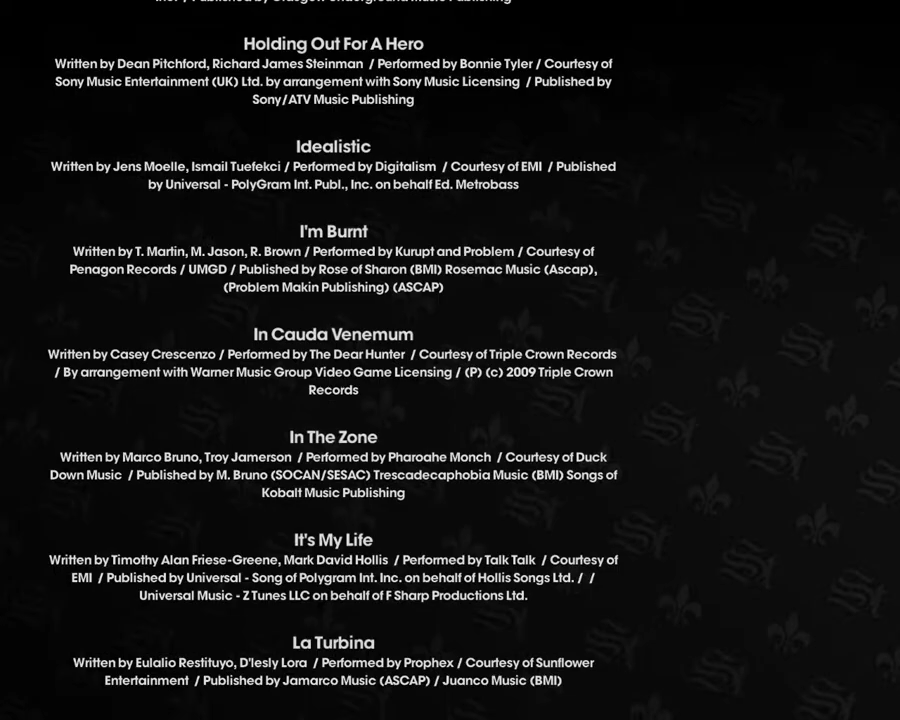 Holding Out For A Hero
Written by Dean Pitchford, Richard James Steinman / Performed by Bonnie Tyler / Courtesy of
Sony Music Entertainment (UK) Ltd. by arrangement with Sony Music Licensing / Published by
Sony/ATV Music Publishing
Idealistic
Written by Jens Moelle, Ismail Tuefekci / Performed by Digitalism / Courtesy of EMI / Published
by Universal - PolyGram Int. Publ., Inc. on behalf Ed. Metrobass
I'm Burnt
Written by T. Martin, M. Jason, R. Brown / Performed by Kurupt and Problem / Courtesy of
Penagon Records / UMGD / Published by Rose of Sharon (BMI) Rosemac Music (Ascap),
(Problem Makin Publishing) (ASCAP)
In Cauda Venemum
Written by Casey Crescenzo / Performed by The Dear Hunter / Courtesy of Triple Crown Records
/ By arrangement with Warner Music Group Video Game Licensing / (P) (c) 2009 Triple Crown
Records
In The Zone
Written by Marco Bruno, Troy Jamerson / Performed by Pharoahe Monch / Courtesy of Duck
Down Music / Published by M. Bruno (SOCAN/SESAC) Trescadecaphobia Music (BMI) Songs of
Kobalt Music Publishing
It's My Life
Written by Timothy Alan Friese-Greene, Mark David Hollis / Performed by Talk Talk / Courtesy of
EMI / Published by Universal - Song of Polygram Int. Inc. on behalf of Hollis Songs Ltd. / /
Universal Music - Z Tunes LLC on behalf of F Sharp Productions Ltd.
La Turbina
Written by Eulalio Restituyo, D'lesly Lora / Performed by Prophex / Courtesy of Sunflower
Entertainment / Published by Jamarco Music (ASCAP) / Juanco Music (BMI)